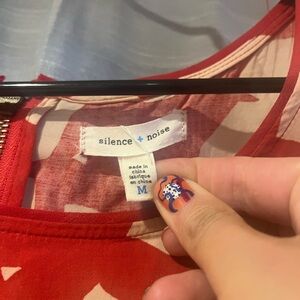 silence + noise
made in
china
fabriqué
en chine
M